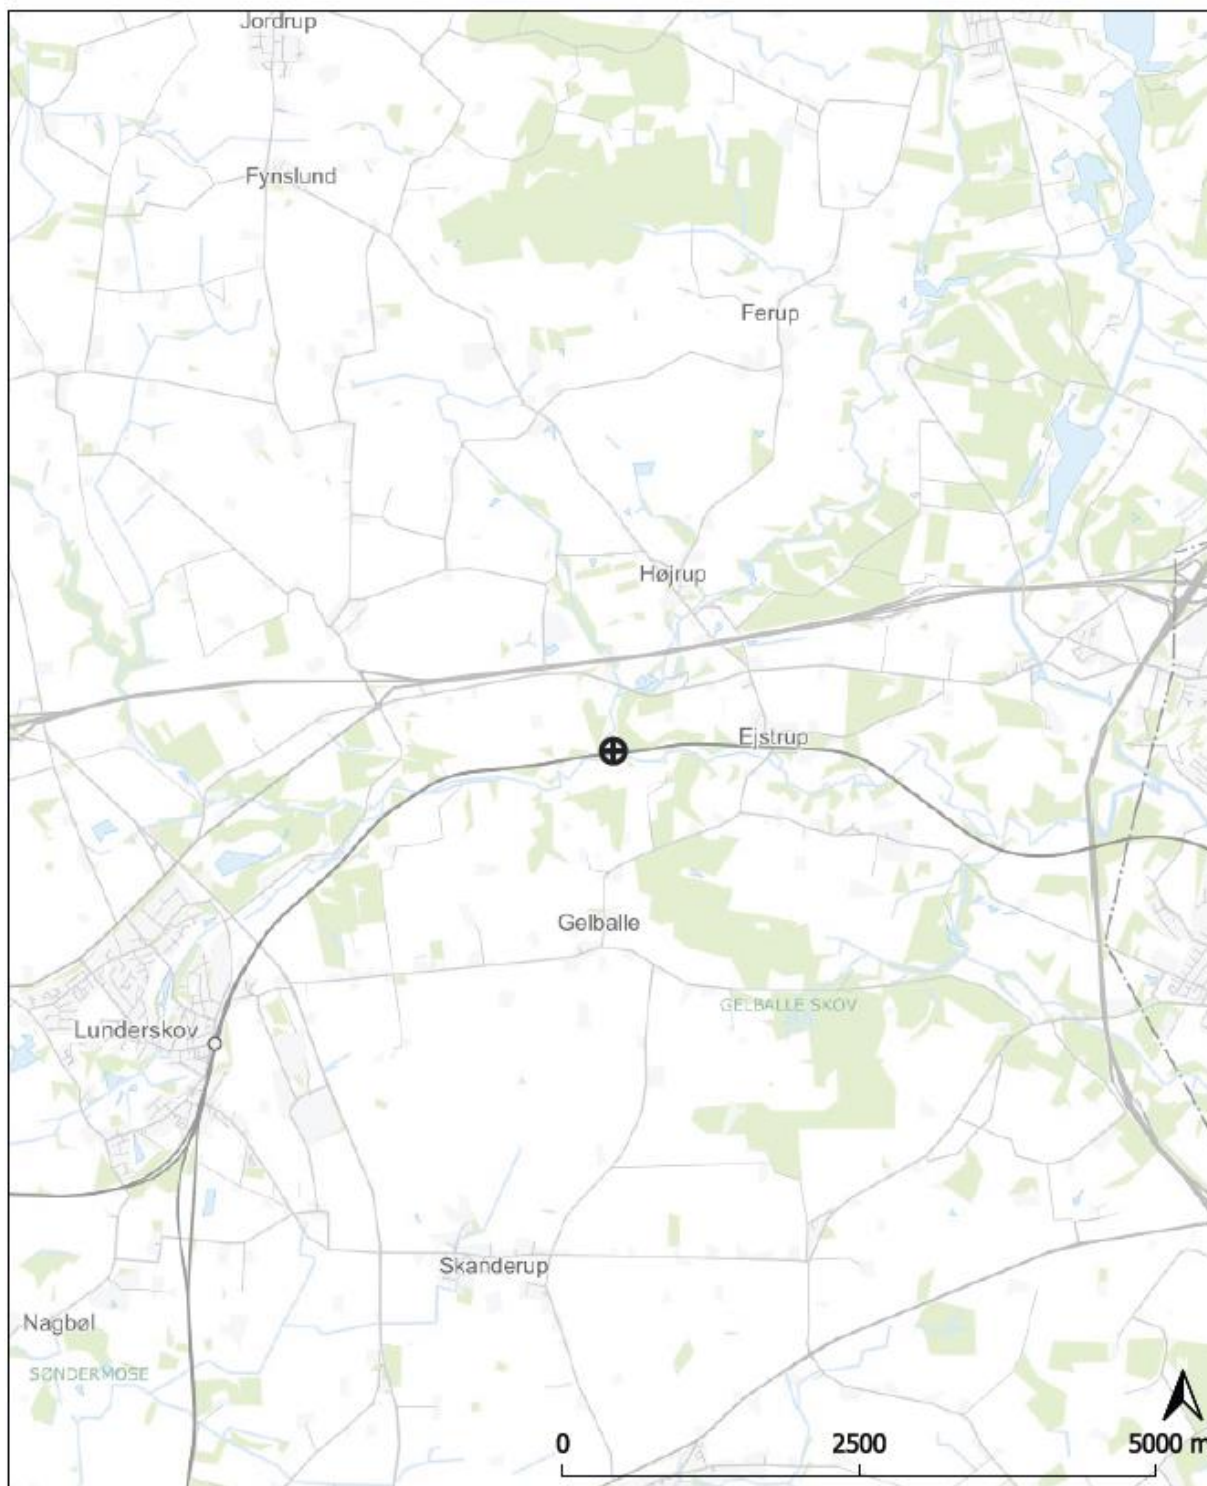 Jordrup
Fynslund
Ferup
Højrup
Ejstrup
Gelballe
GELBALLE SKOV
Lunderskov
Skanderup
Nagbøl
SØNDERMOSE
0 2500 5000 m